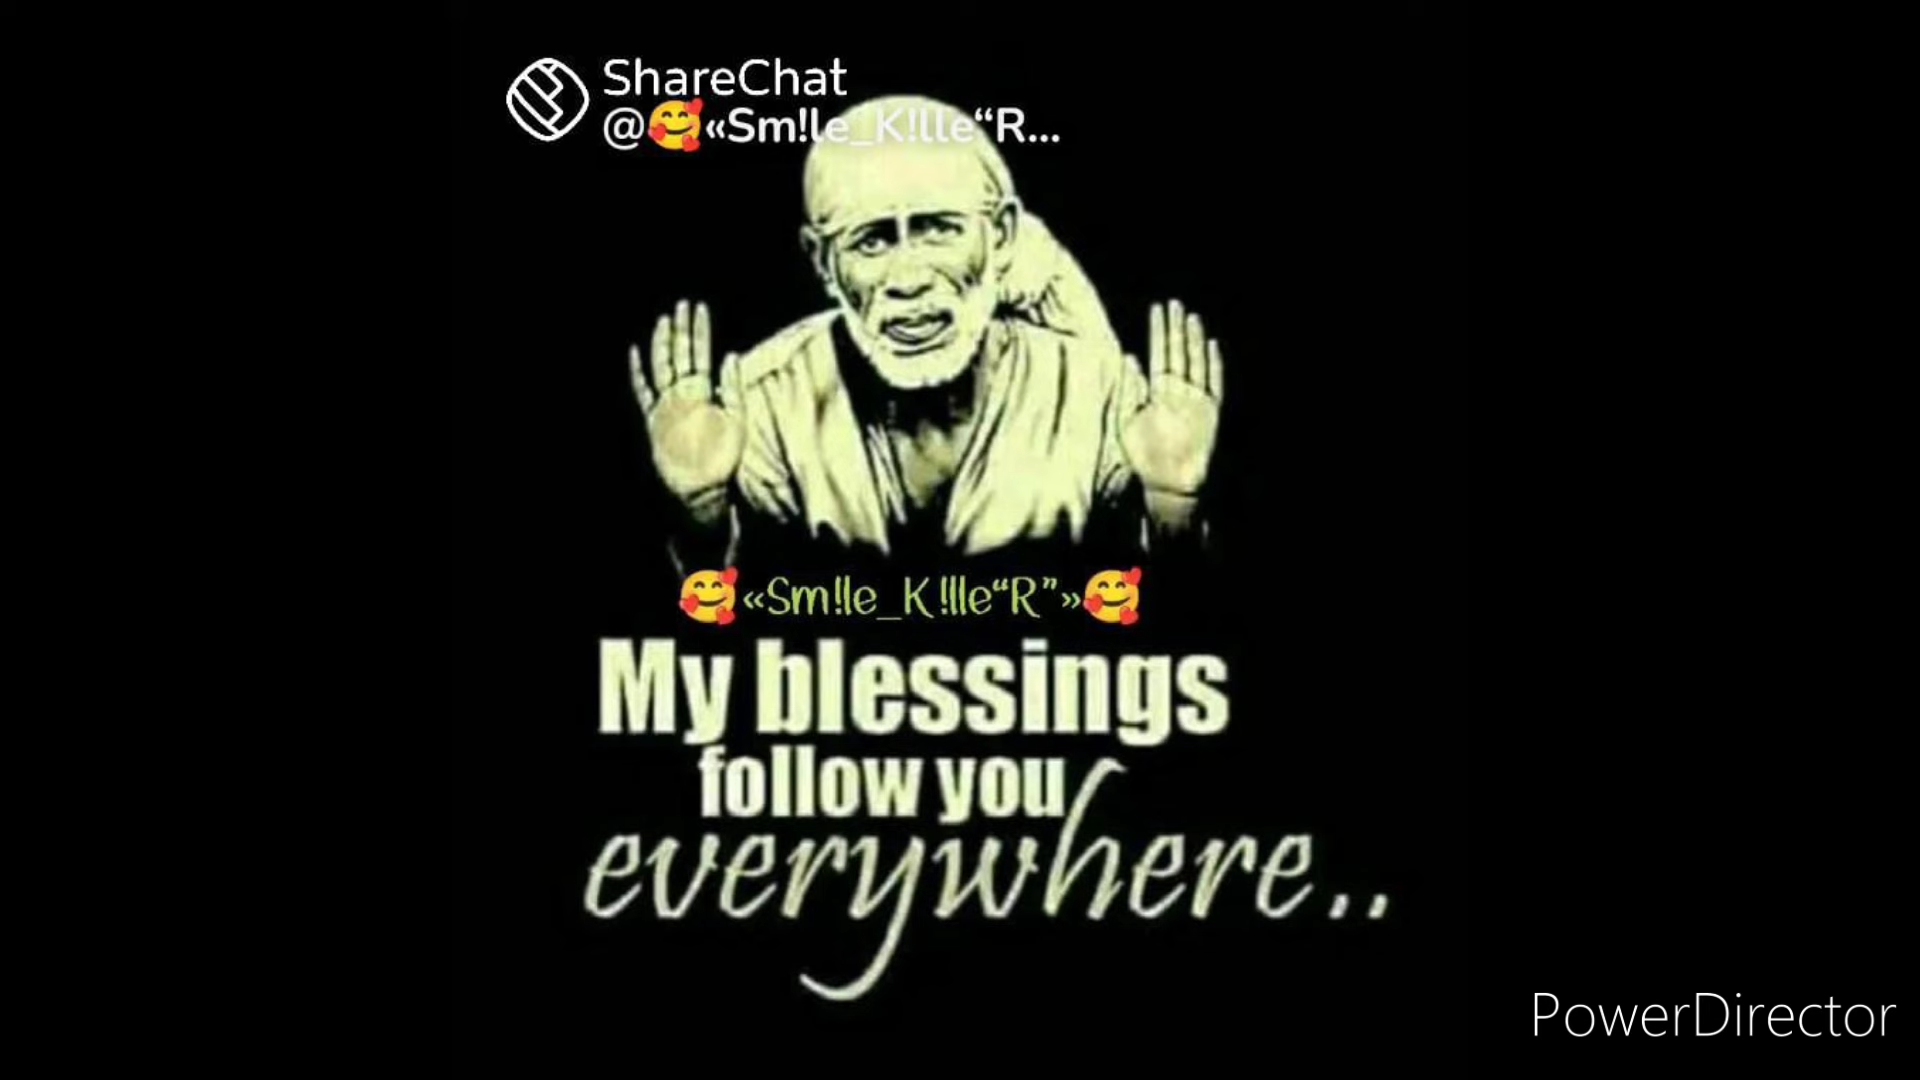 ShareChat
@🥰«Sm!le_K!lle“R...
🥰«Sm!le_K!lle“R”»🥰
My blessings
follow you
everywhere..
PowerDirector